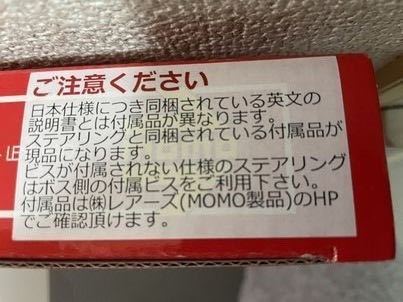 ご注意ください
日本仕様につき同梱されている英文の
説明書とは付属品が異なります。
ステアリングと同梱されている付属品が
現品になります。
ビスが付属されない仕様のステアリング
はボス側の付属ビスをご利用下さい。
付属品は㈱レアーズ(MOMO製品)のHP
でご確認頂けます。